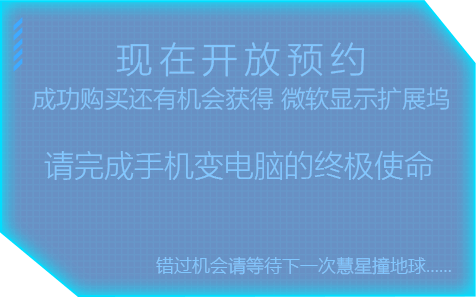 现在开放预约
成功购买还有机会获得 微软显示扩展坞
请完成手机变电脑的终极使命
错过机会请等待下一次慧星撞地球......